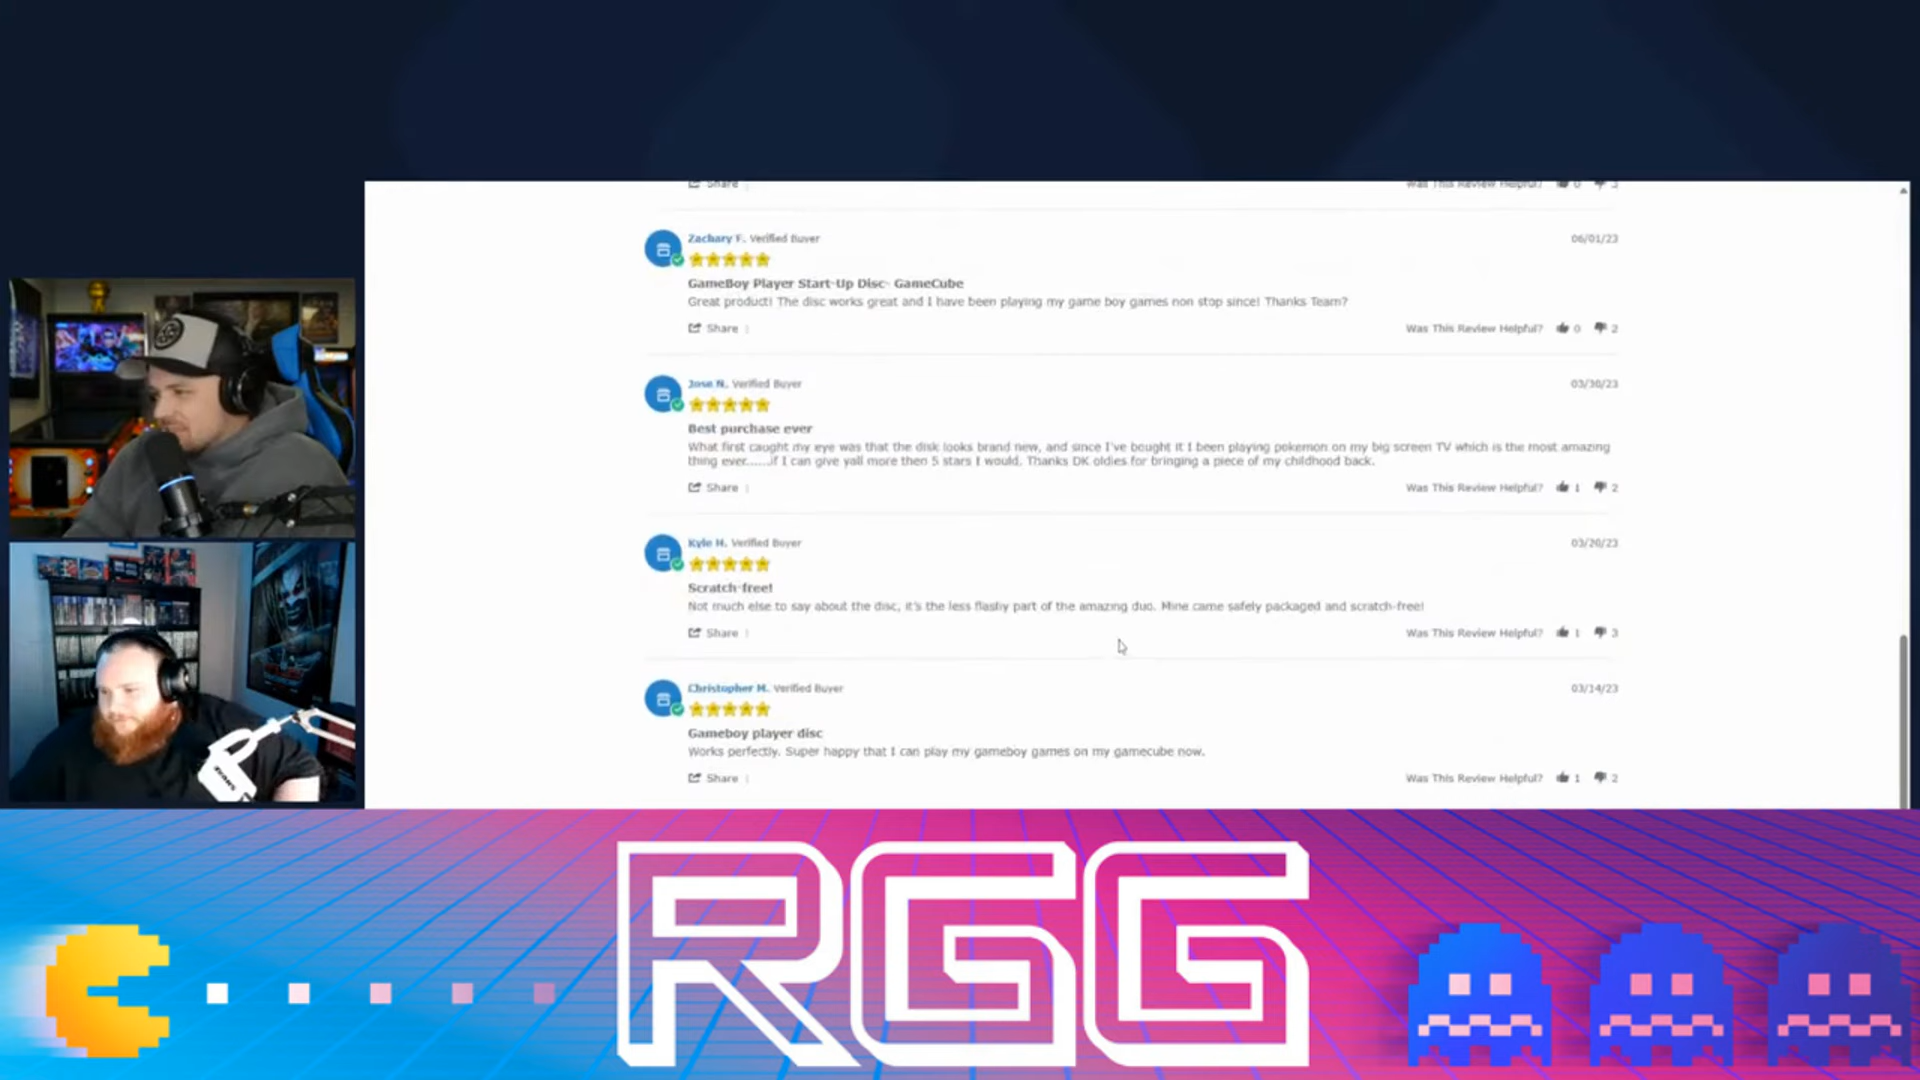 Share
Was This Review Helpful? 0 3
Zachary F. Verified Buyer 06/01/23
GameBoy Player Start-Up Disc- GameCube
Great product! The disc works great and I have been playing my game boy games non stop since! Thanks Team?
Share
Was This Review Helpful? 0 2
Jose N. Verified Buyer 03/30/23
Best purchase ever
What first caught my eye was that the disk looks brand new, and since I've bought it I been playing pokemon on my big screen TV which is the most amazing
thing ever......if I can give yall more then 5 stars I would. Thanks DK oldies for bringing a piece of my childhood back.
Share
Was This Review Helpful? 1 2
Kyle H. Verified Buyer 03/20/23
Scratch-free!
Not much else to say about the disc, it's the less flashy part of the amazing duo. Mine came safely packaged and scratch-free!
Share
Was This Review Helpful? 1 3
Christopher M. Verified Buyer 03/14/23
Gameboy player disc
Works perfectly. Super happy that I can play my gameboy games on my gamecube now.
Share
Was This Review Helpful? 1 2
RGG